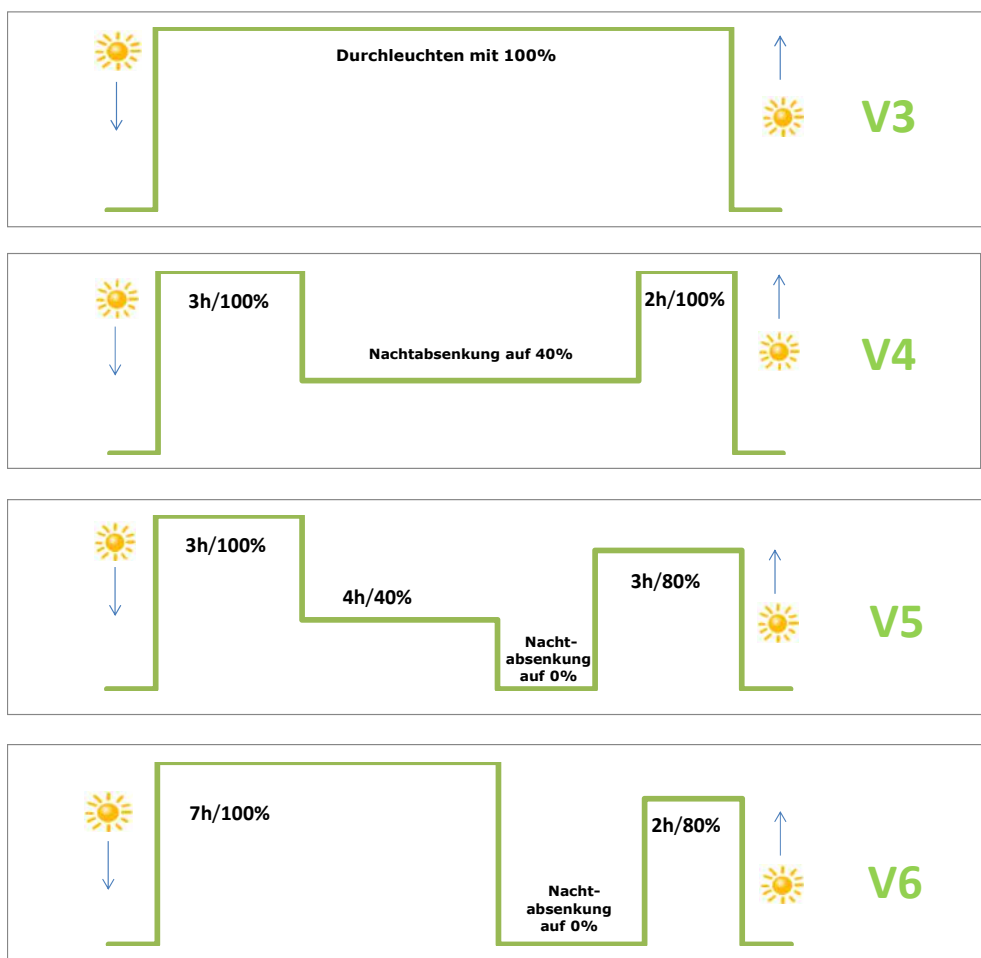 Durchleuchten mit 100%
V3
3h/100%
2h/100%
Nachtabsenkung auf 40%
V4
3h/100%
4h/40%
Nacht-
absenkung
auf 0%
3h/80%
V5
7h/100%
2h/80%
Nacht-
absenkung
auf 0%
V6